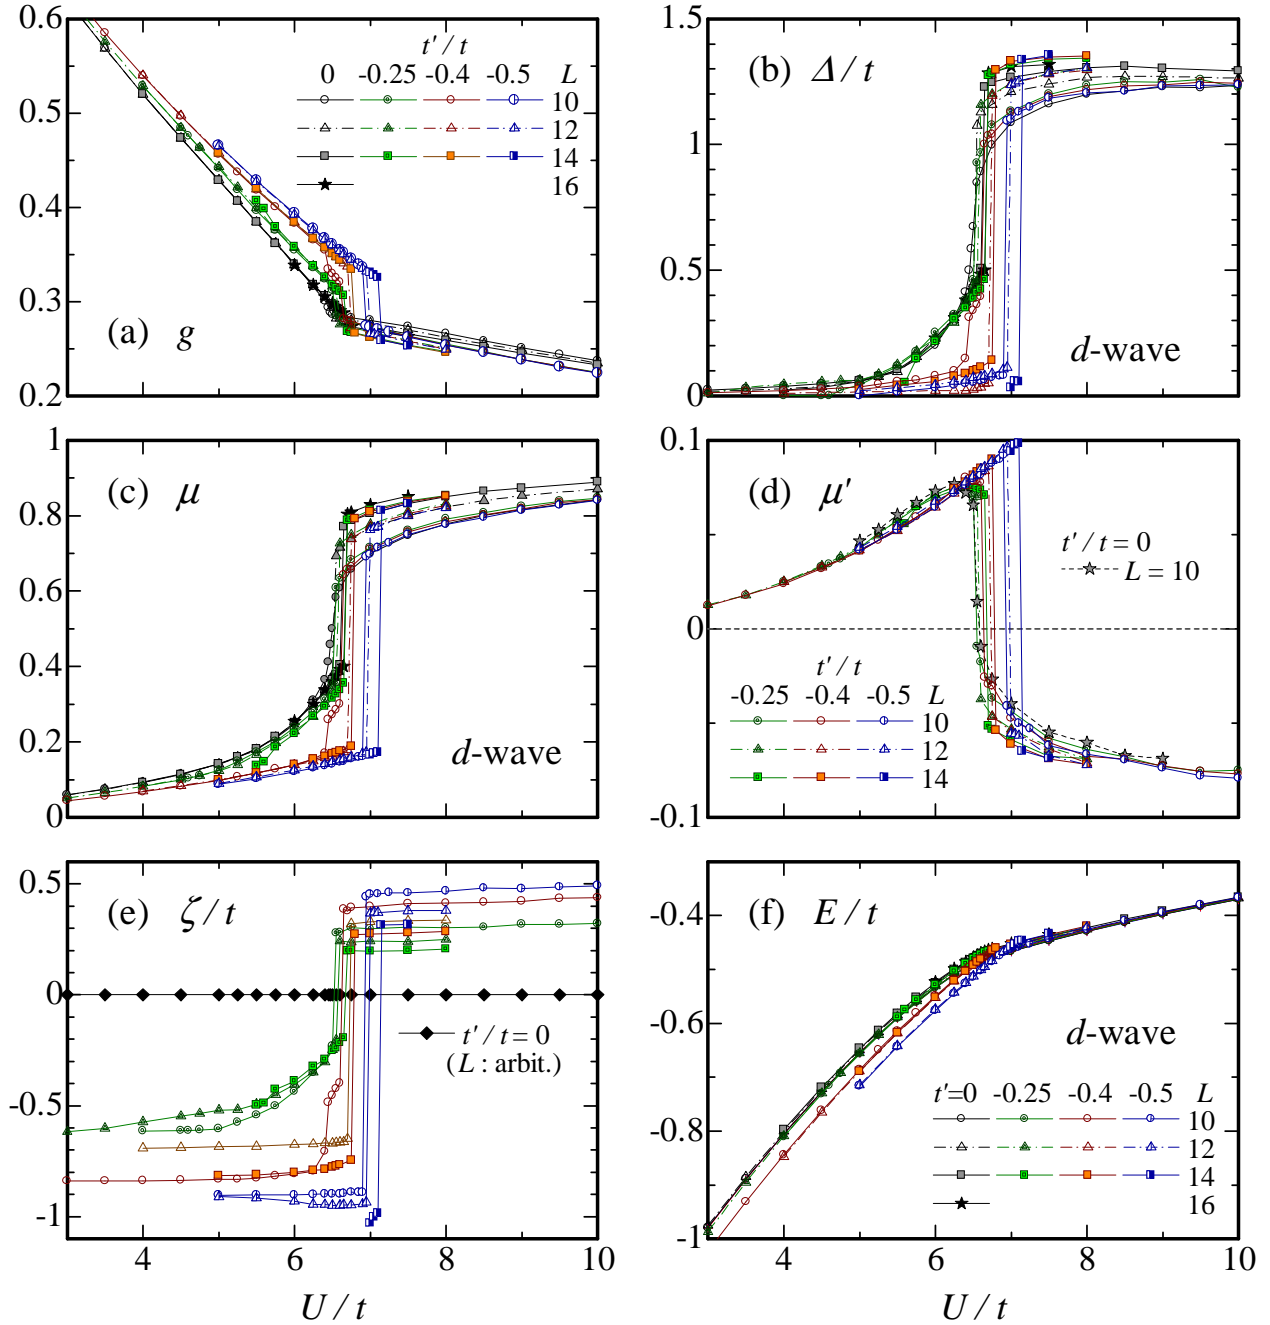 0.6
0.5
0.4
0.3
0.2
(a) g
t'/t
0 -0.25 -0.4 -0.5 L
10
12
14
16
1.5
1
0.5
0
(b) Δ/t
d-wave
1
0.8
0.6
0.4
0.2
0
(c) μ
d-wave
0.1
0
-0.1
(d) μ'
t'/t=0
L=10
t'/t
-0.25 -0.4 -0.5 L
10
12
14
0.5
0
-0.5
-1
(e) ζ/t
t'/t=0
(L : arbit.)
4 6 8 10
U/t
-0.4
-0.6
-0.8
-1
(f) E/t
d-wave
t'=0 -0.25 -0.4 -0.5 L
10
12
14
16
4 6 8 10
U/t